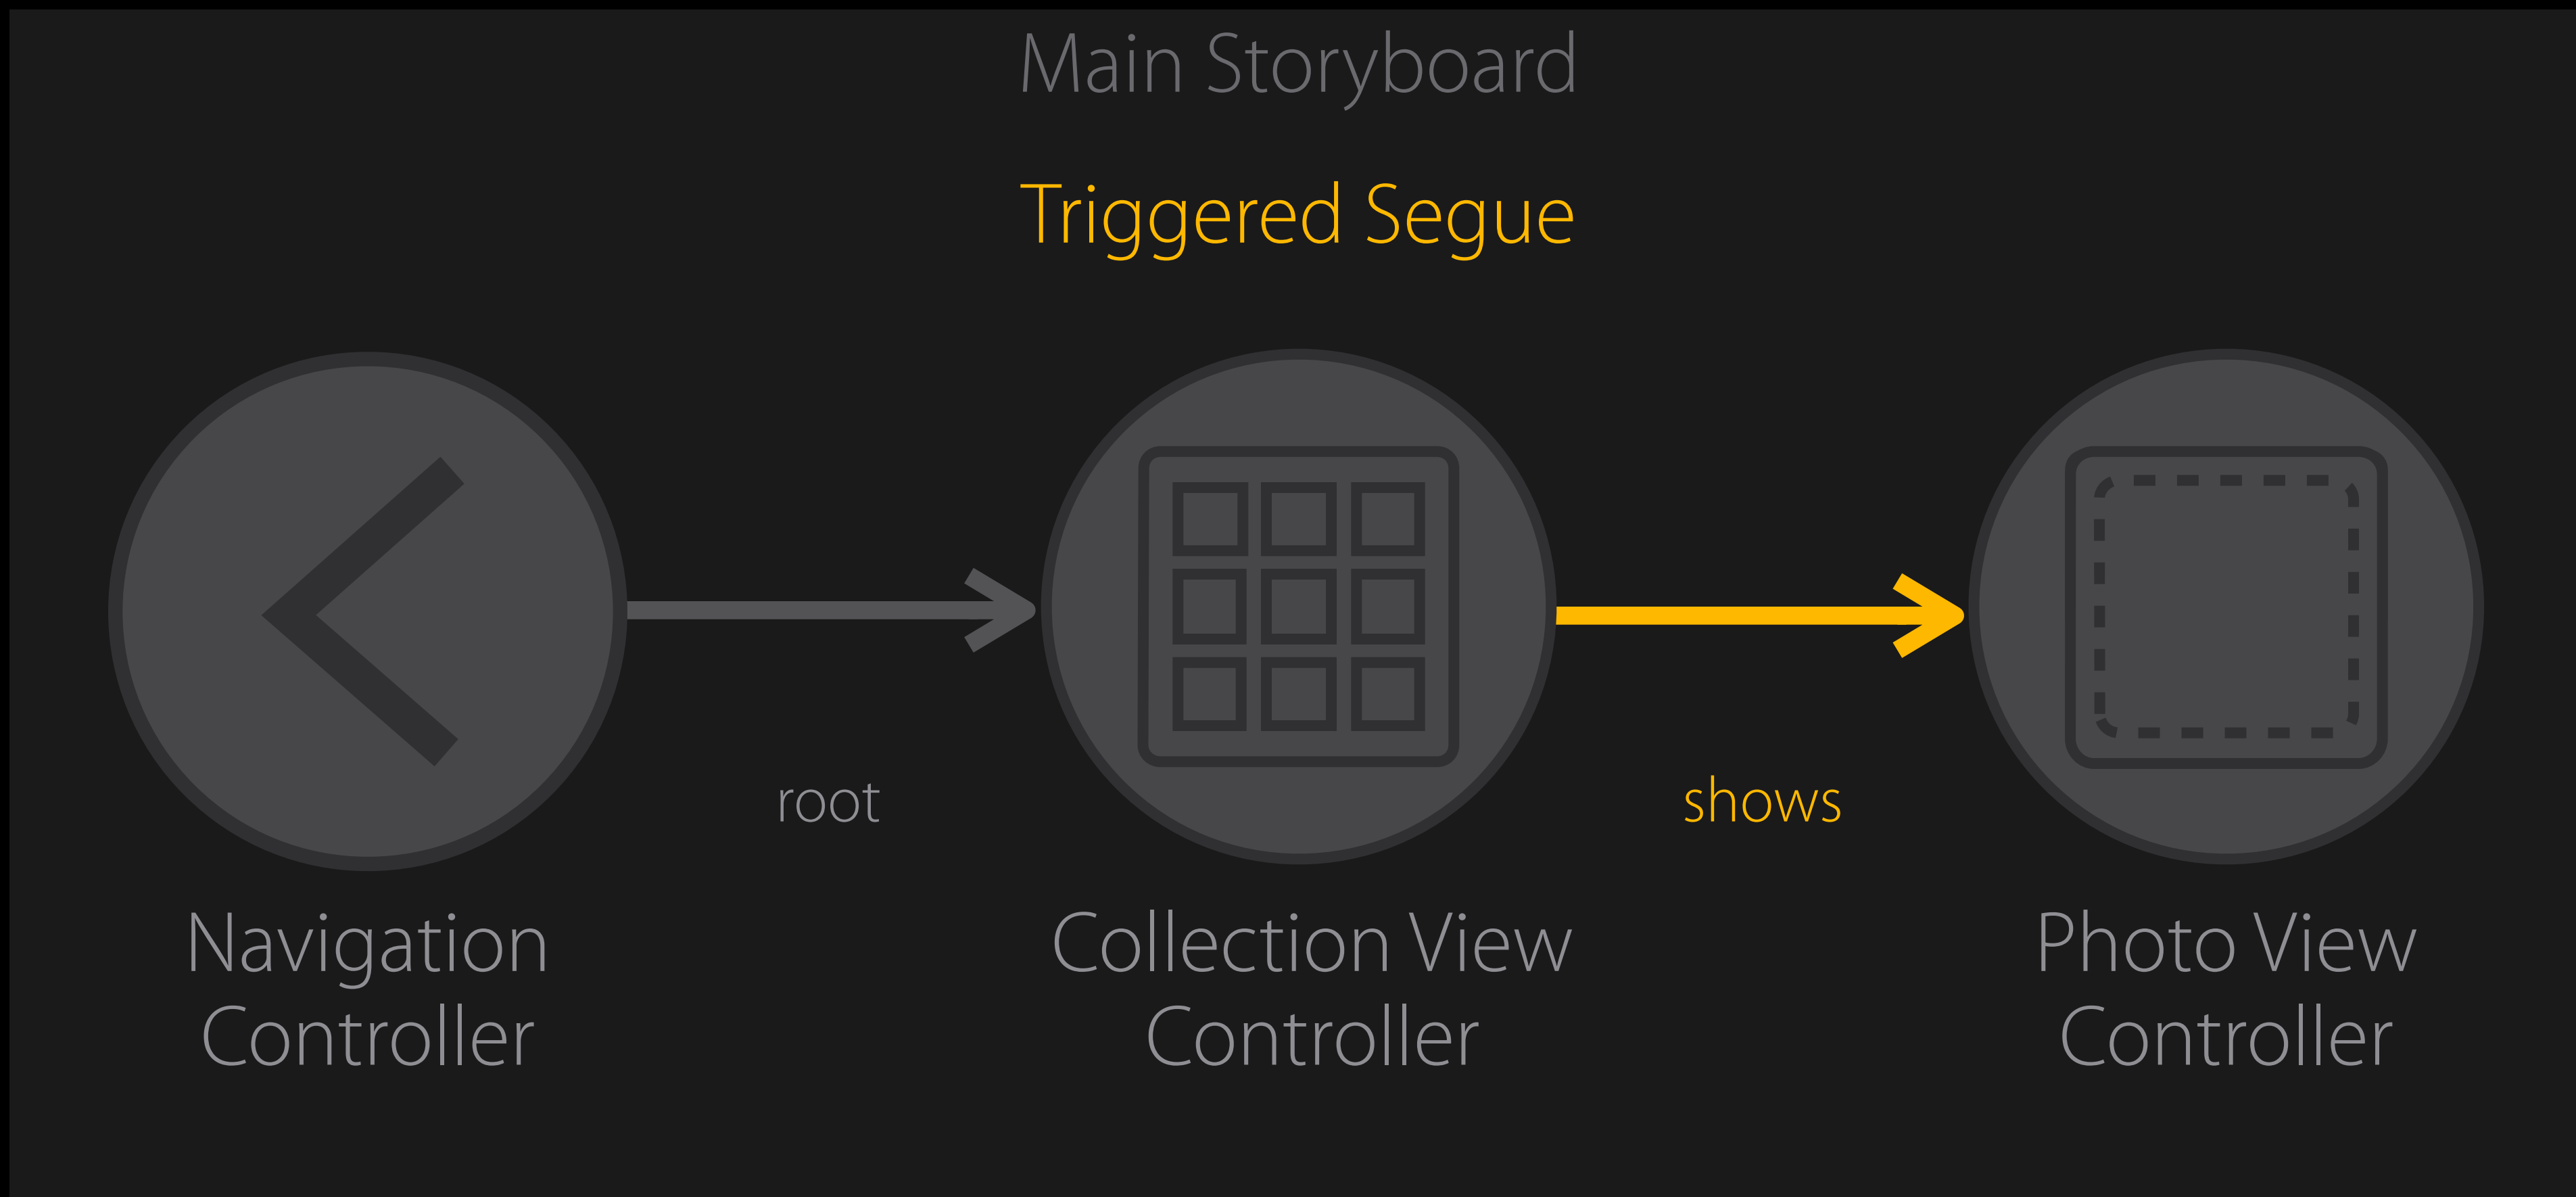 Main Storyboard
Triggered Segue
root
shows
Navigation
Controller
Collection View
Controller
Photo View
Controller